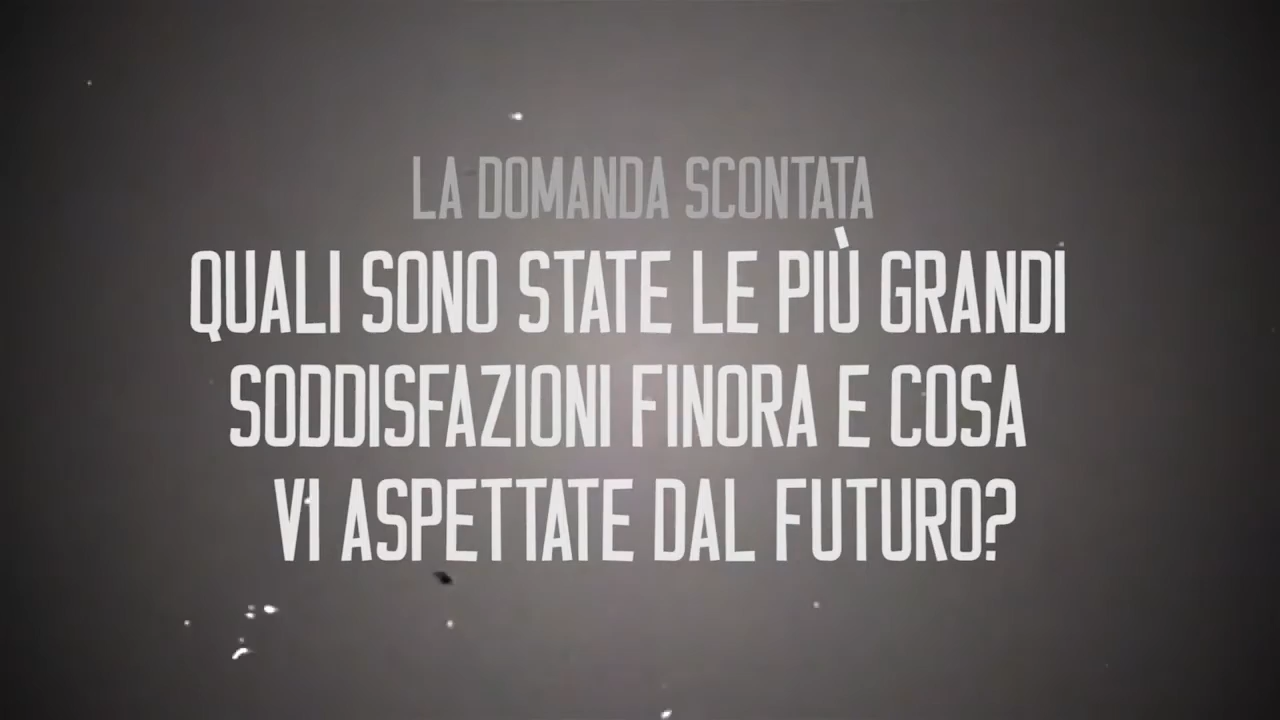 LA DOMANDA SCONTATA
QUALI SONO STATE LE PIÙ GRANDI
SODDISFAZIONI FINORA E COSA
VI ASPETTATE DAL FUTURO?